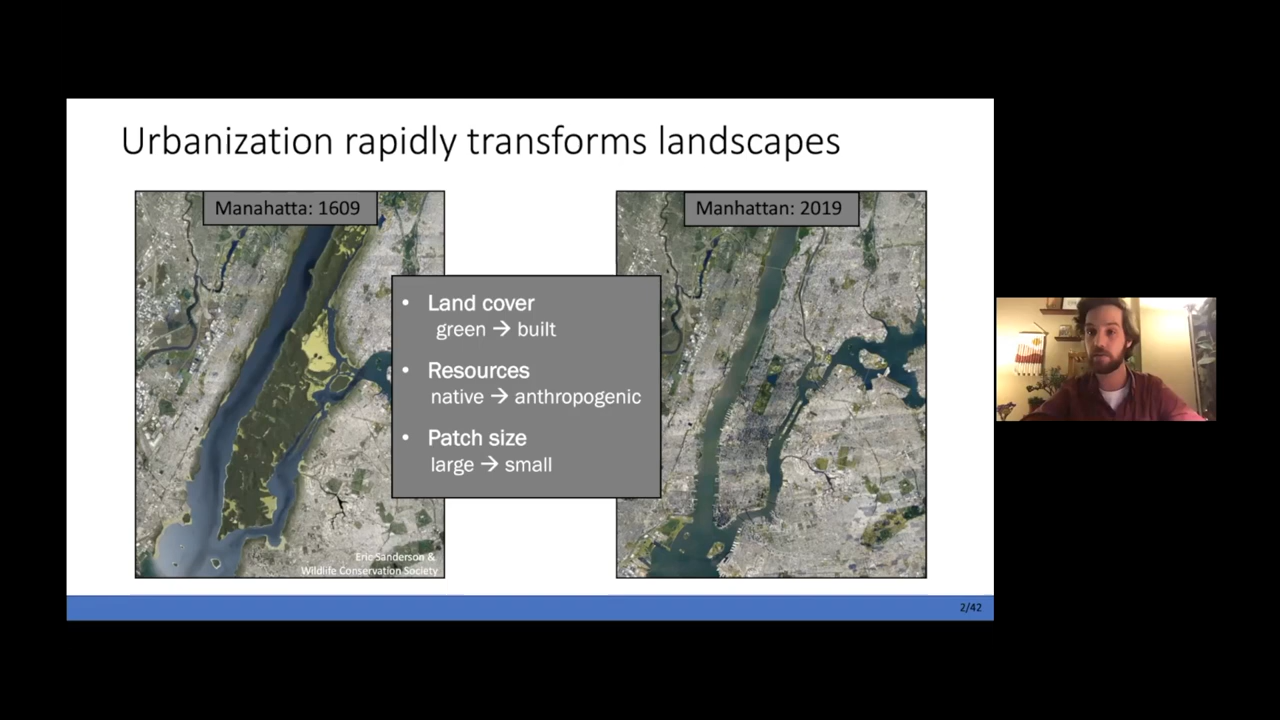 Urbanization rapidly transforms landscapes
Manahatta: 1609
Manhattan: 2019
• Land cover
green → built
• Resources
native → anthropogenic
• Patch size
large → small
Eric Sanderson &
Wildlife Conservation Society
2/42